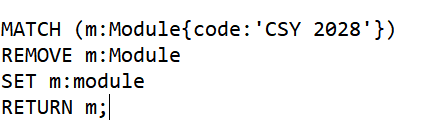 MATCH (m:Module{code:'CSY 2028'})
REMOVE m:Module
SET m:module
RETURN m;